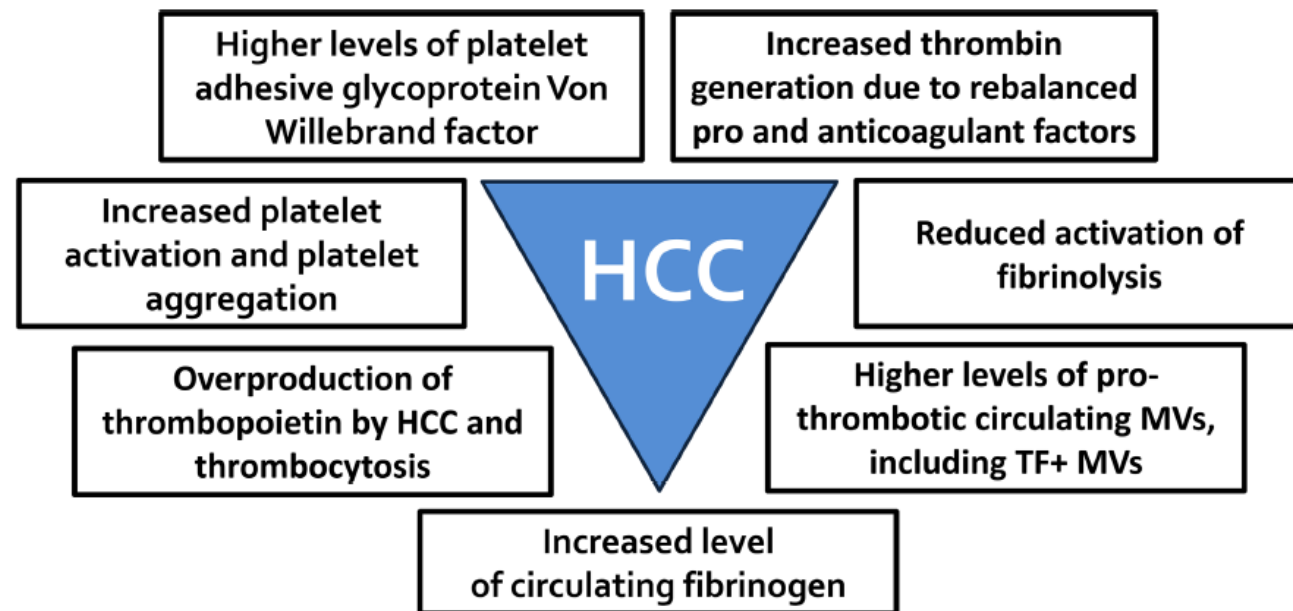 Higher levels of platelet
adhesive glycoprotein Von
Willebrand factor
Increased thrombin
generation due to rebalanced
pro and anticoagulant factors
Increased platelet
activation and platelet
aggregation
HCC
Reduced activation of
fibrinolysis
Overproduction of
thrombopoietin by HCC and
thrombocytosis
Higher levels of pro-
thrombotic circulating MVs,
including TF+ MVs
Increased level
of circulating fibrinogen